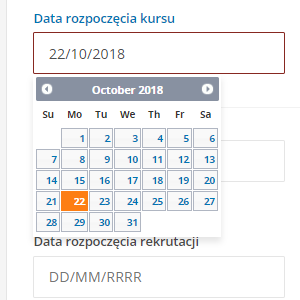 Data rozpoczęcia kursu
22/10/2018
October 2018
Su Mo Tu We Th Fr Sa
1 2 3 4 5 6
7 8 9 10 11 12 13
14 15 16 17 18 19 20
21 22 23 24 25 26 27
28 29 30 31
Data rozpoczęcia rekrutacji
DD/MM/RRRR